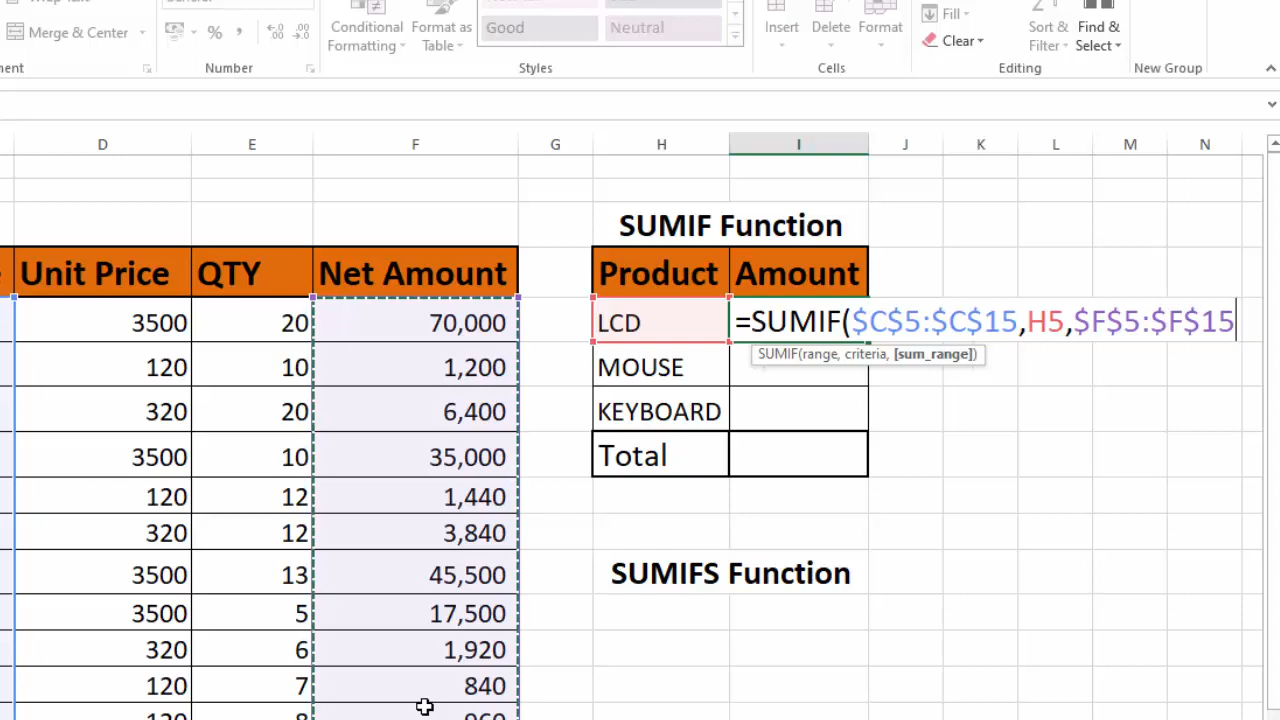 Merge & Center
%
Conditional
Formatting
Format as
Table
Good
Neutral
Insert
Delete
Format
Fill
Clear
Sort &
Filter
Find &
Select
Number
Styles
Cells
Editing
New Group
D E F G H I J K L M N
SUMIF Function
Unit Price QTY Net Amount Product Amount
3500 20 70,000 LCD =SUMIF($C$5:$C$15,H5,$F$5:$F$15
SUMIF(range, criteria, [sum_range])
120 10 1,200 MOUSE
320 20 6,400 KEYBOARD
3500 10 35,000 Total
120 12 1,440
320 12 3,840
3500 13 45,500 SUMIFS Function
3500 5 17,500
320 6 1,920
120 7 840
120 8 960